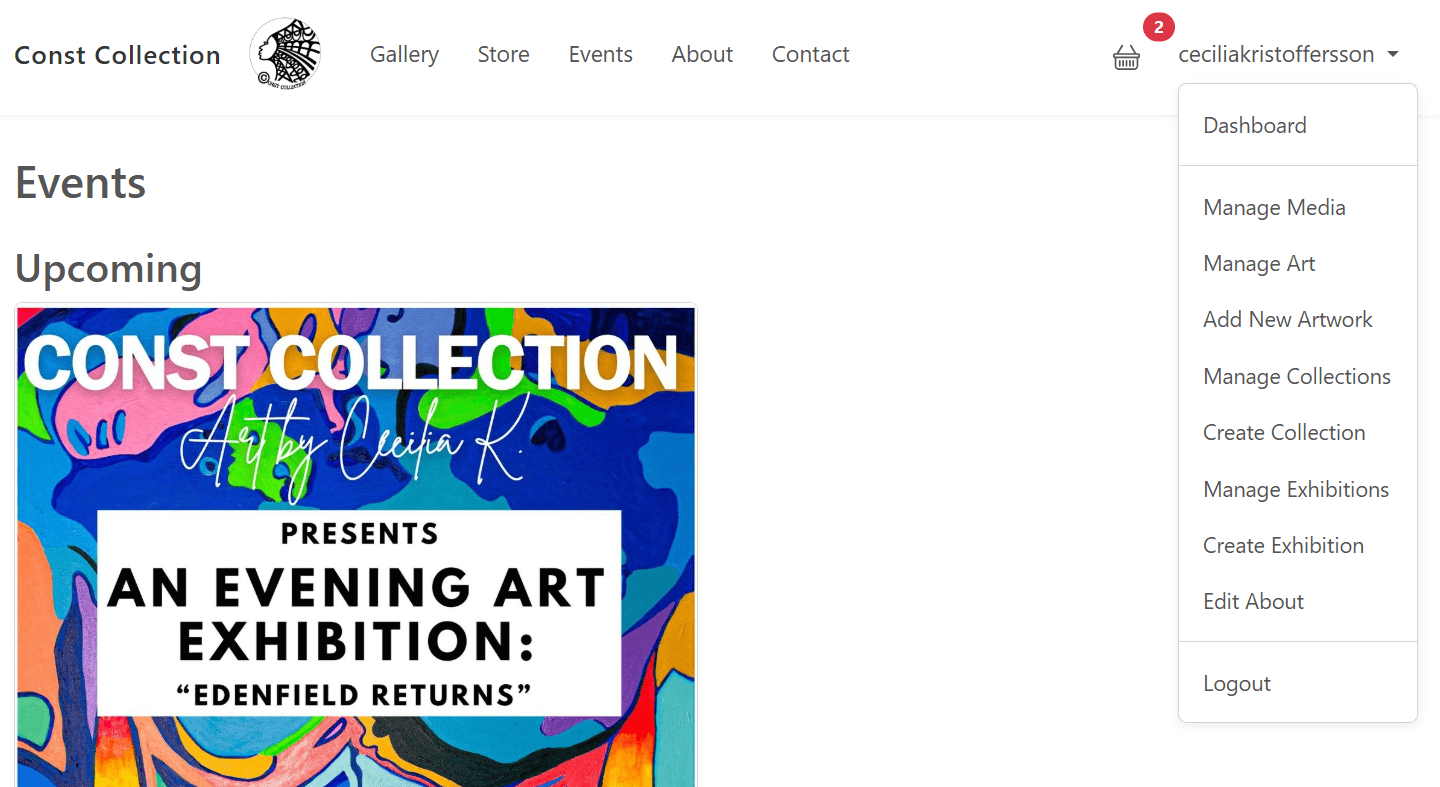 Const Collection
© CONST COLLECTION
Gallery
Store
Events
About
Contact
2
ceciliakristoffersson
Dashboard
Manage Media
Manage Art
Add New Artwork
Manage Collections
Create Collection
Manage Exhibitions
Create Exhibition
Edit About
Logout
Events
Upcoming
CONST COLLECTION
Art by Cecilia K.
PRESENTS
AN EVENING ART
EXHIBITION:
“EDENFIELD RETURNS”